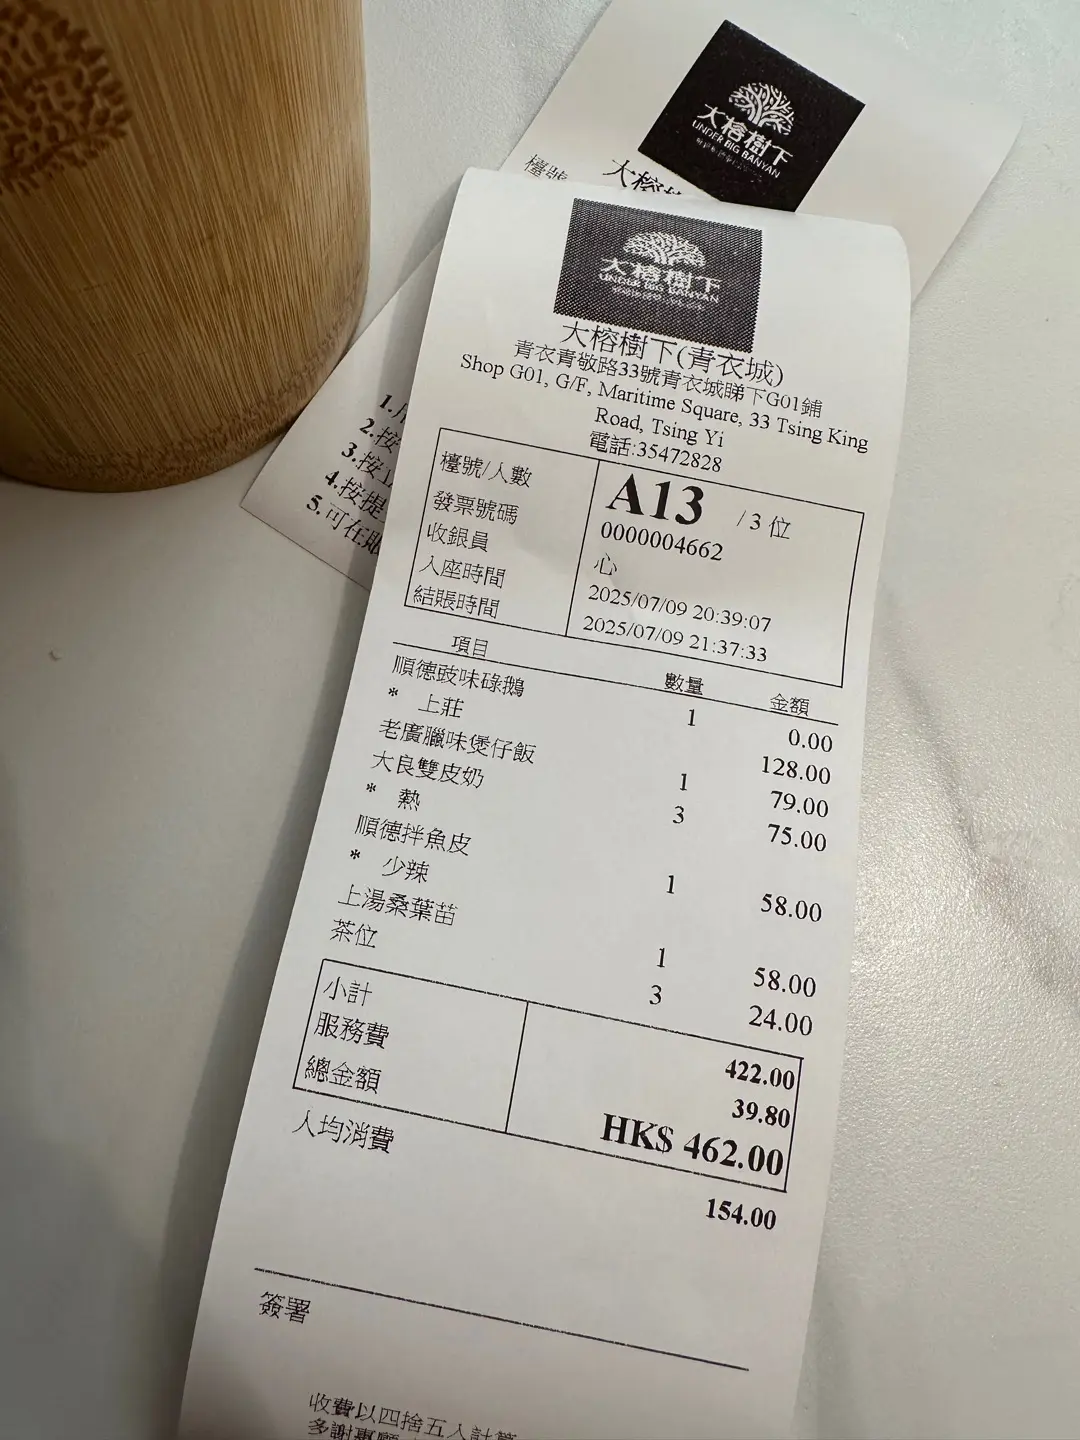 大榕樹下
UNDER BIG BANYAN
檯號
大榕樹
大榕樹下
UNDER BIG BANYAN
大榕樹下(青衣城)
青衣青敬路33號青衣城睇下G01鋪
Shop G01, G/F, Maritime Square, 33 Tsing King
Road, Tsing Yi
電話:35472828
檯號/人數 A13 /3 位
發票號碼 0000004662
收銀員 心
入座時間 2025/07/09 20:39:07
結賬時間 2025/07/09 21:37:33
項目 數量 金額
順德豉味碌鵝 1 0.00
* 上莊 128.00
老廣臘味煲仔飯 1 79.00
大良雙皮奶 3 75.00
* 熱
順德拌魚皮 1 58.00
* 少辣
上湯桑葉苗 1 58.00
茶位 3 24.00
小計 422.00
服務費 39.80
總金額 HK$ 462.00
人均消費 154.00
簽署
收費以四捨五入計算
多謝惠顧
1.
2.按
3.按
4.按提
5.可在